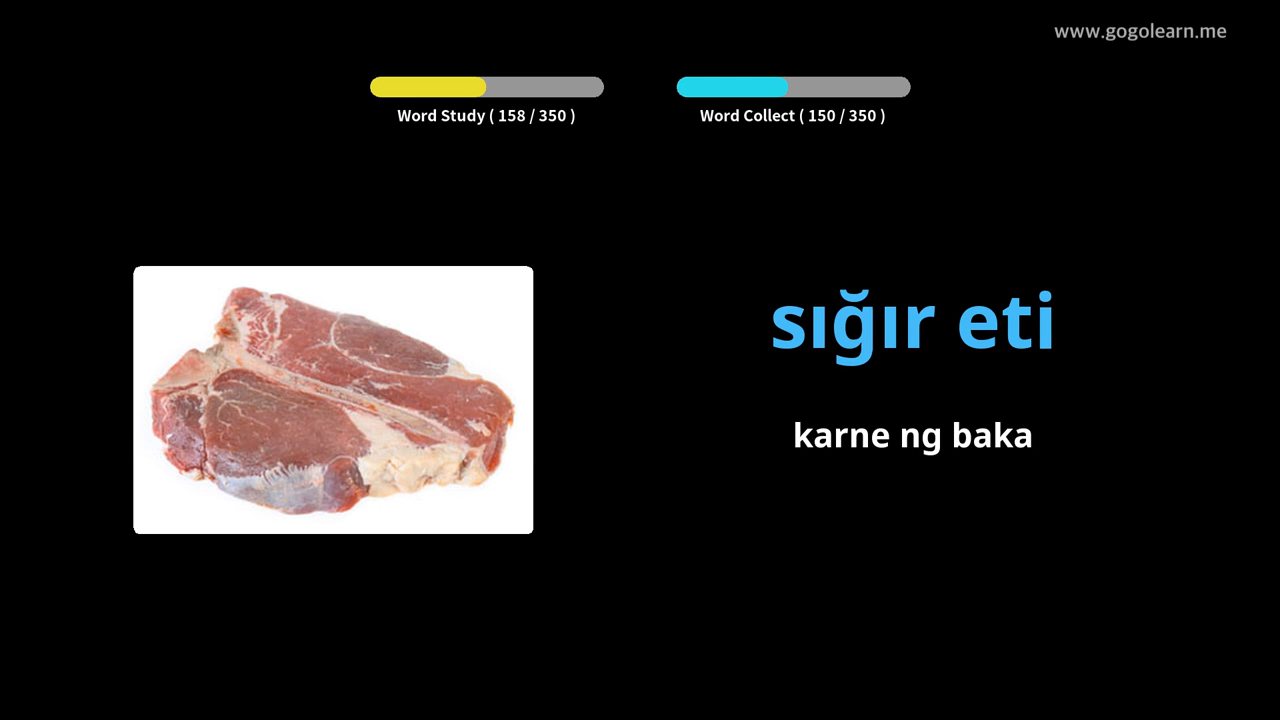 www.gogolearn.me
Word Study ( 158 / 350 )
Word Collect ( 150 / 350 )
sığır eti
karne ng baka